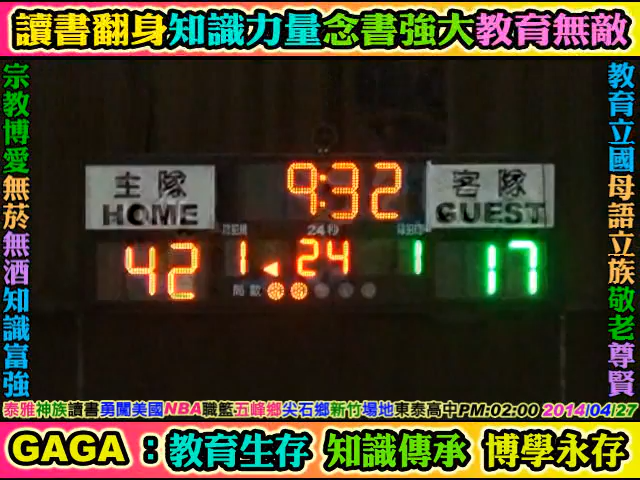 讀書翻身知識力量念書強大教育無敵
宗教博愛無菸無酒知識富強
教育立國母語立族敬老尊賢
9:32
主隊
HOME
客隊
GUEST
24秒
42
1
24
1
17
局數
泰雅神族讀書勇闖美國NBA職籃五峰鄉尖石鄉新竹場地東泰高中PM:02:00 2014/04/27
GAGA：教育生存 知識傳承 博學永存